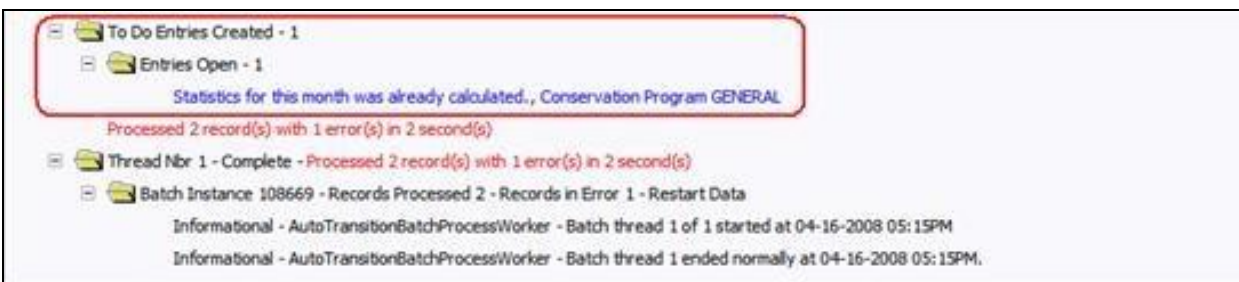 To Do Entries Created - 1
Entries Open - 1
Statistics for this month was already calculated., Conservation Program GENERAL
Processed 2 record(s) with 1 error(s) in 2 second(s)
Thread Nbr 1 - Complete - Processed 2 record(s) with 1 error(s) in 2 second(s)
Batch Instance 108669 - Records Processed 2 - Records in Error 1 - Restart Data
Informational - AutoTransitionBatchProcessWorker - Batch thread 1 of 1 started at 04-16-2008 05:15PM
Informational - AutoTransitionBatchProcessWorker - Batch thread 1 ended normally at 04-16-2008 05:15PM.